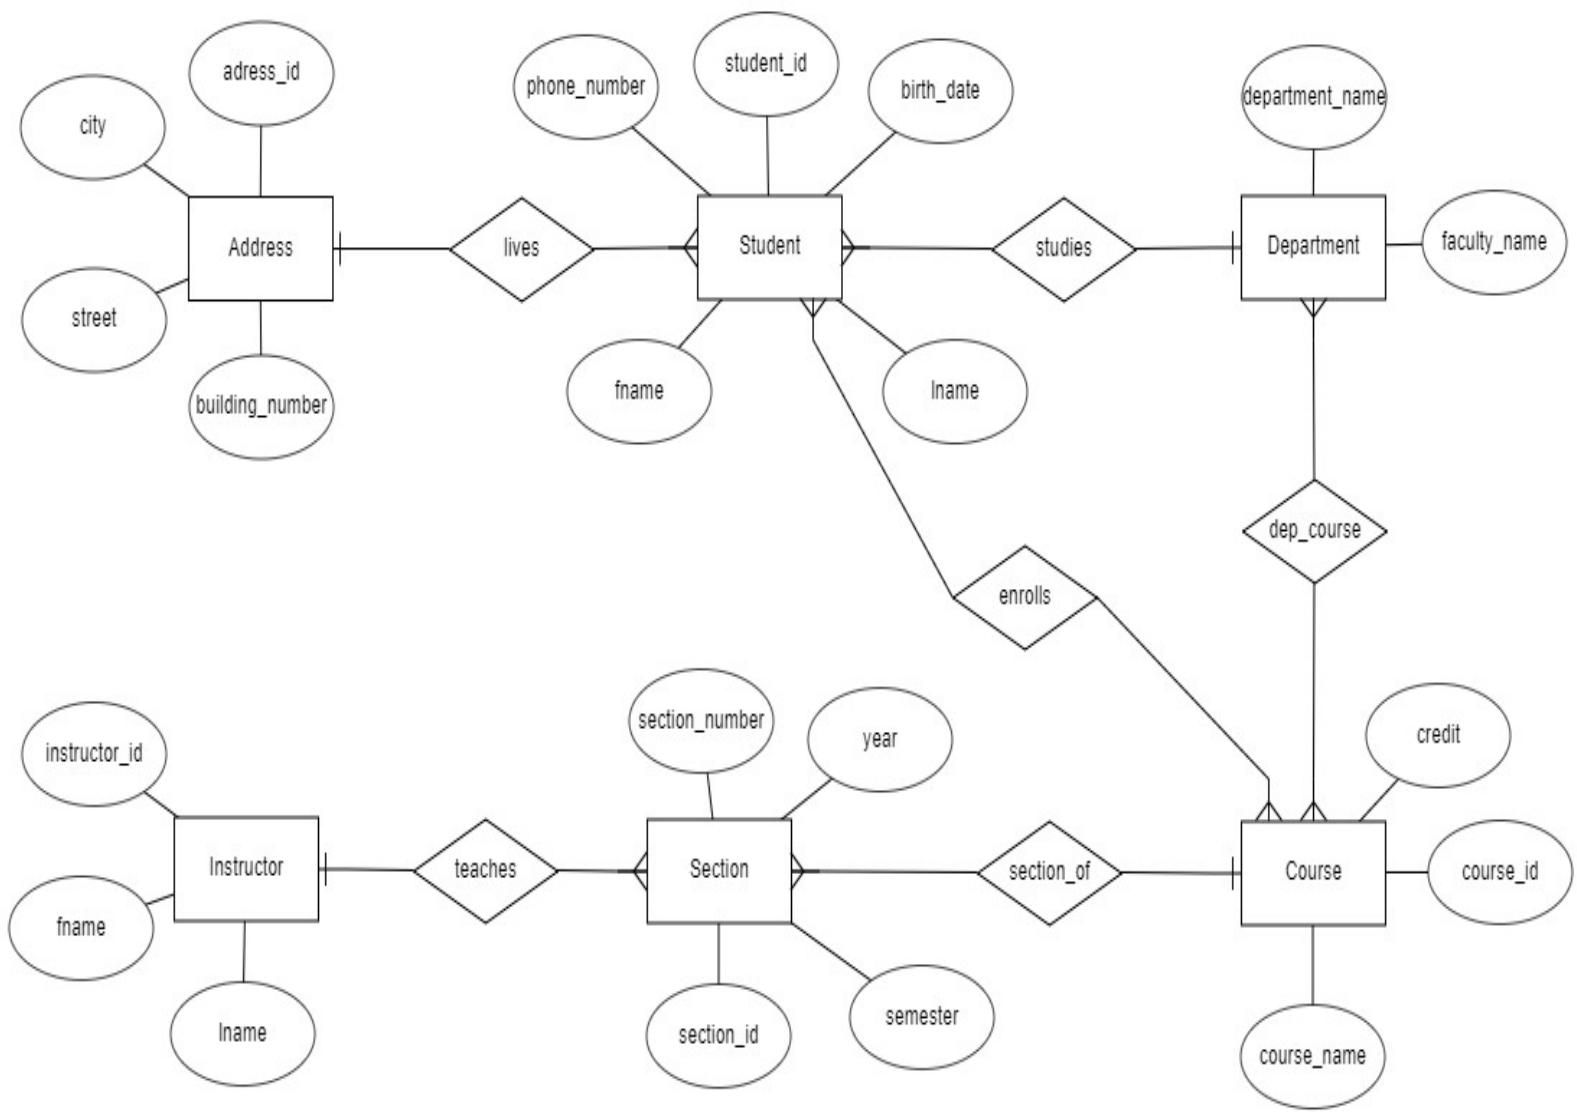 adress_id
city
Address
street
building_number
lives
phone_number
student_id
birth_date
Student
fname
lname
studies
department_name
Department
faculty_name
dep_course
enrolls
instructor_id
Instructor
fname
lname
teaches
section_number
year
Section
section_id
semester
section_of
credit
Course
course_id
course_name